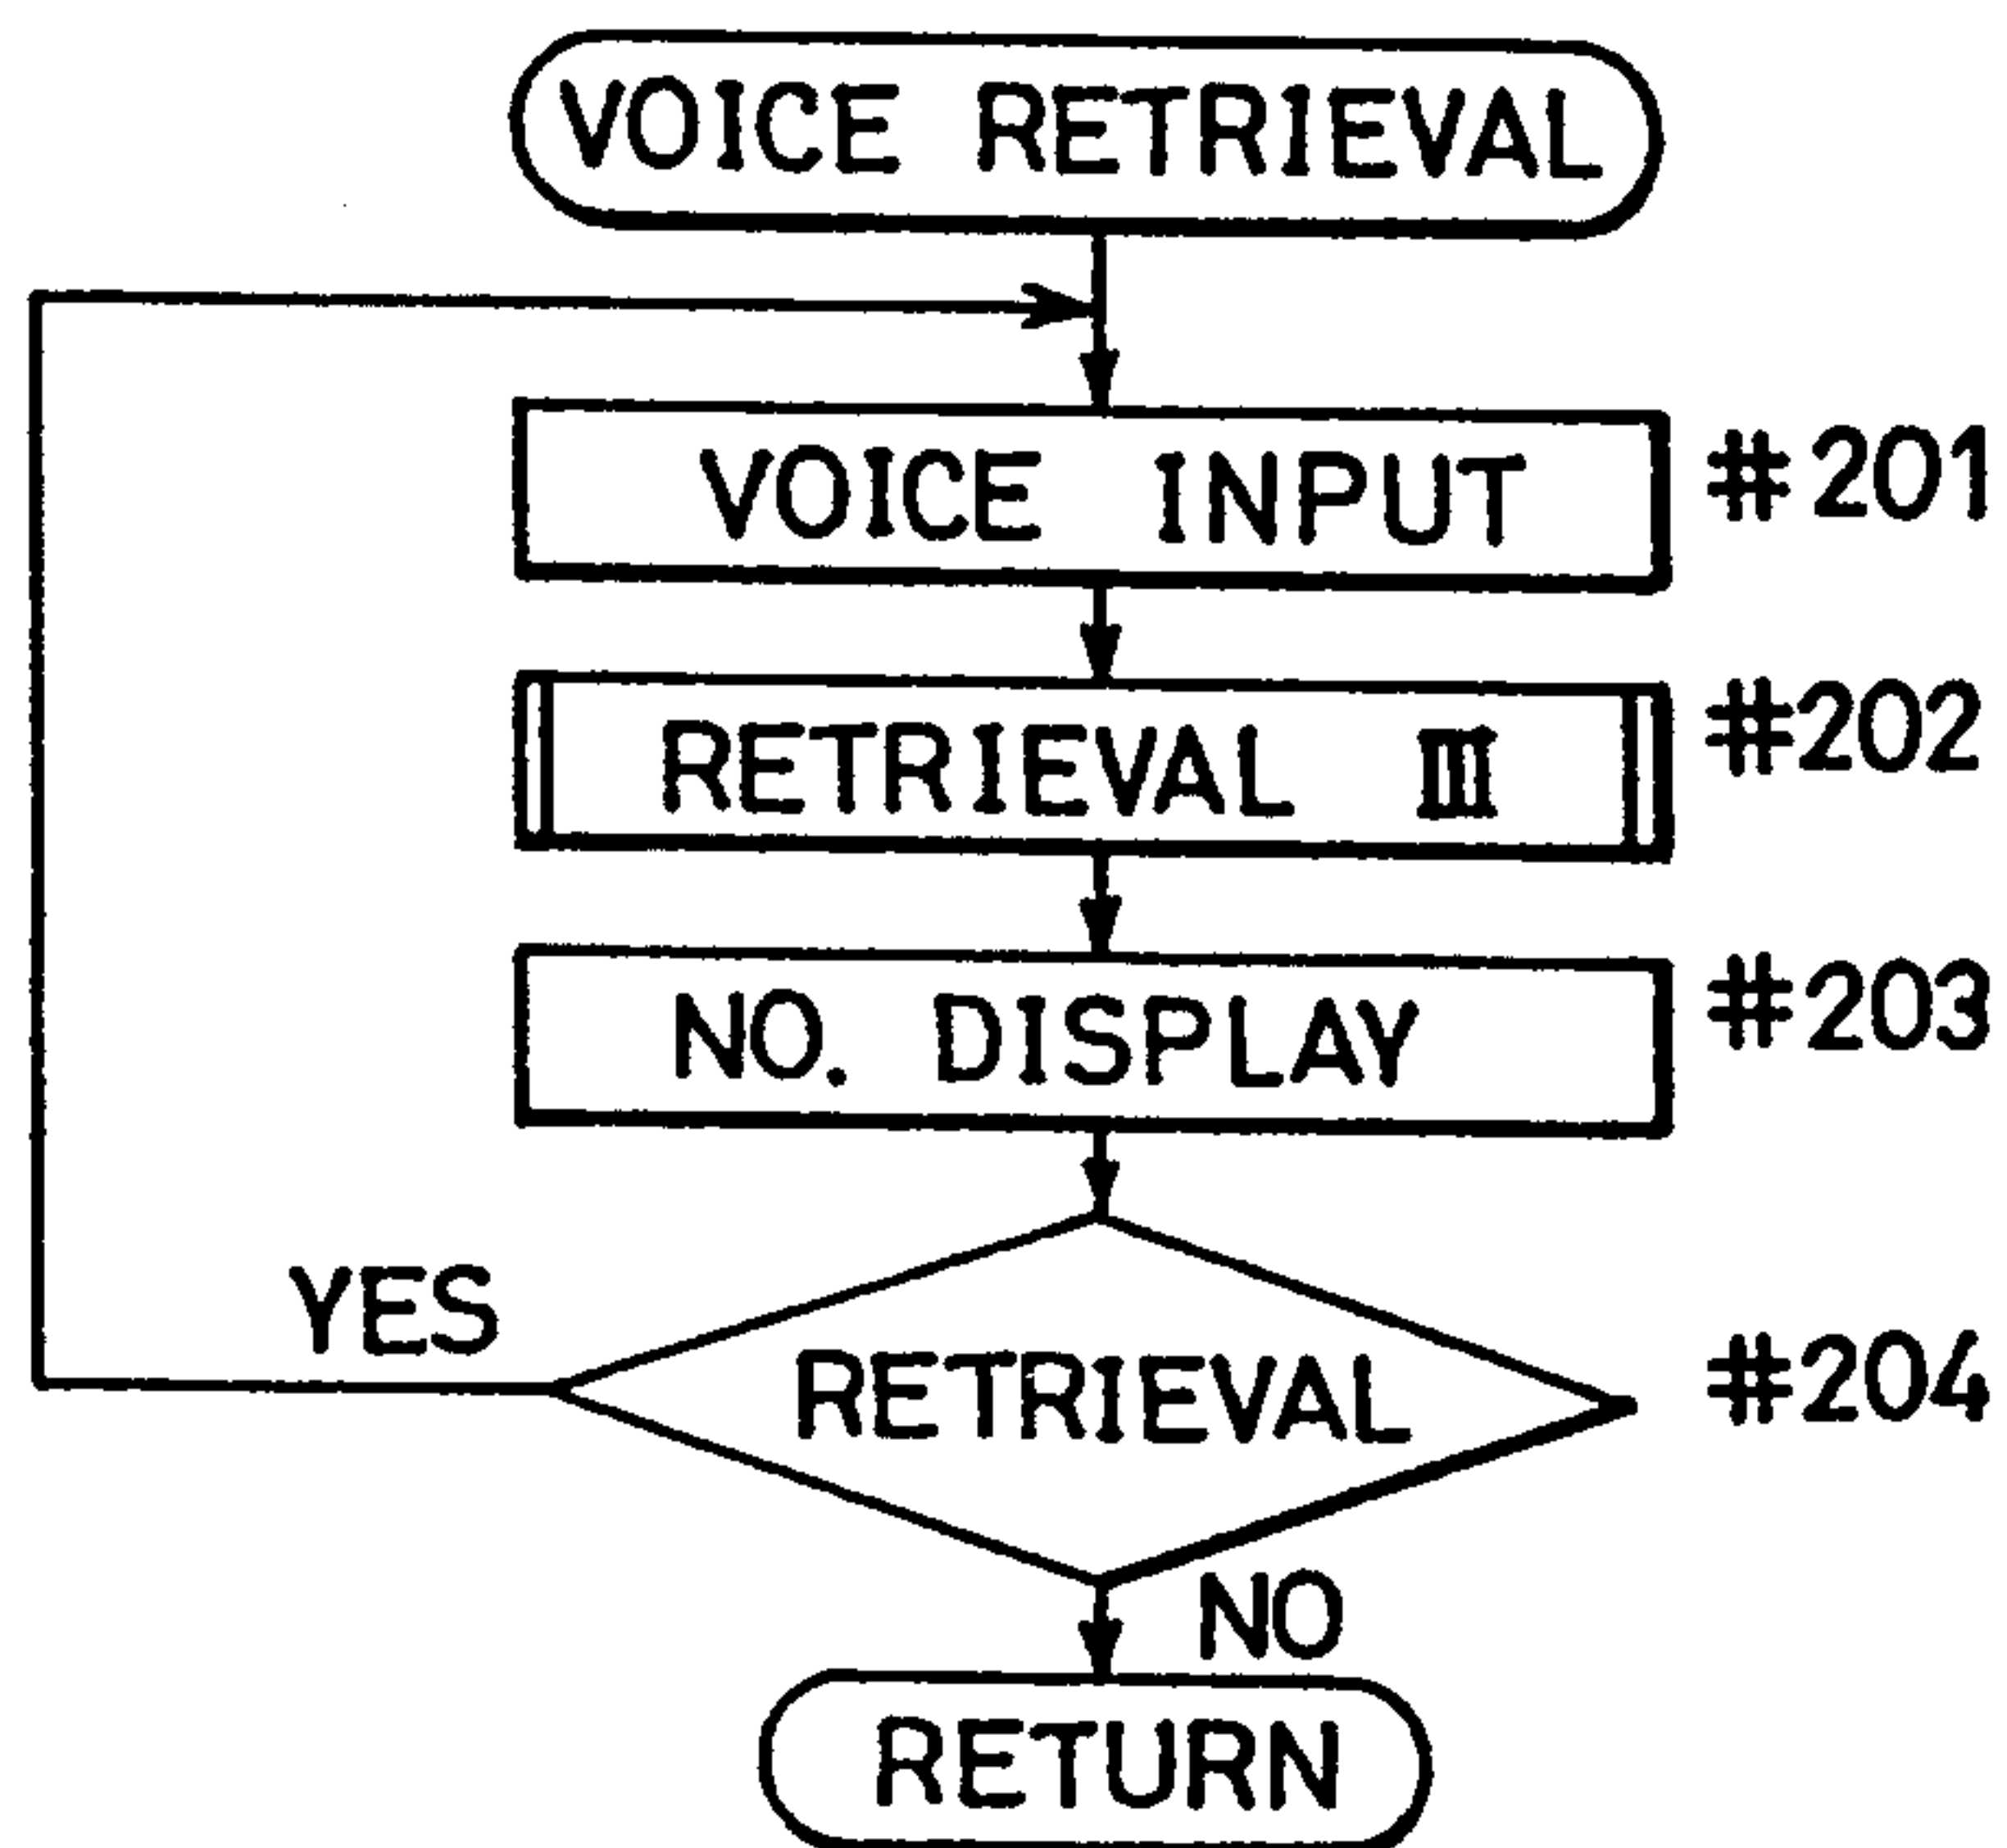 VOICE RETRIEVAL
VOICE INPUT #201
RETRIEVAL III #202
NO. DISPLAY #203
YES
RETRIEVAL #204
NO
RETURN